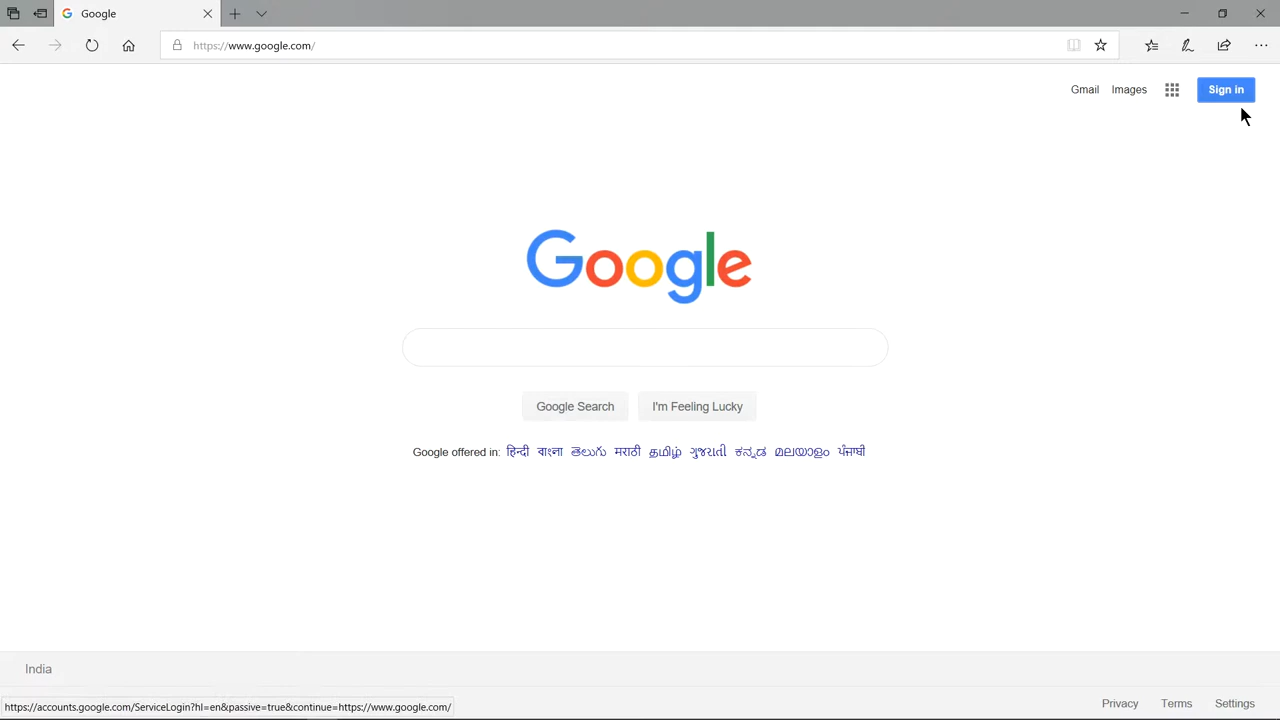 Google
https://www.google.com/
Gmail Images Sign in
Google
Google Search I'm Feeling Lucky
Google offered in: हिन्दी বাংলা తెలుగు मराठी தமிழ் ગુજરાતી ಕನ್ನಡ മലയാളം ਪੰਜਾਬੀ
India
https://accounts.google.com/ServiceLogin?hl=en&passive=true&continue=https://www.google.com/
Privacy Terms Settings